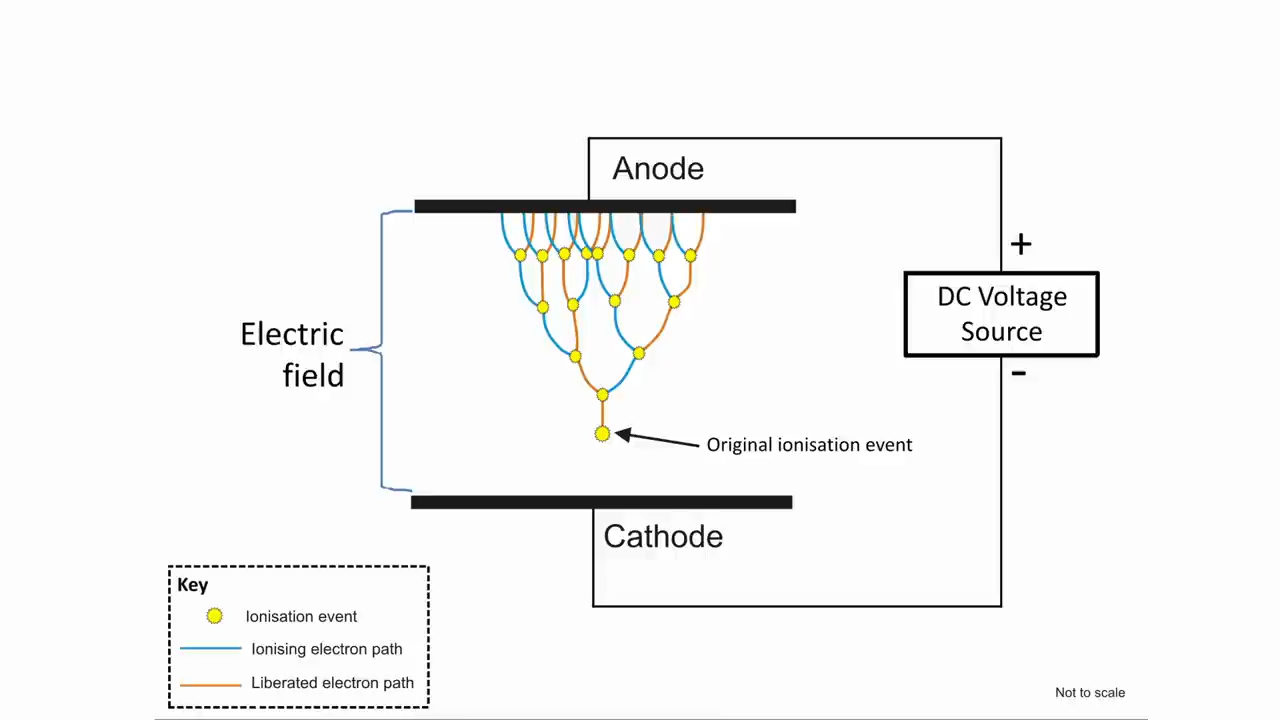 Anode
+
DC Voltage
Source
-
Electric
field
Original ionisation event
Cathode
Key
Ionisation event
Ionising electron path
Liberated electron path
Not to scale